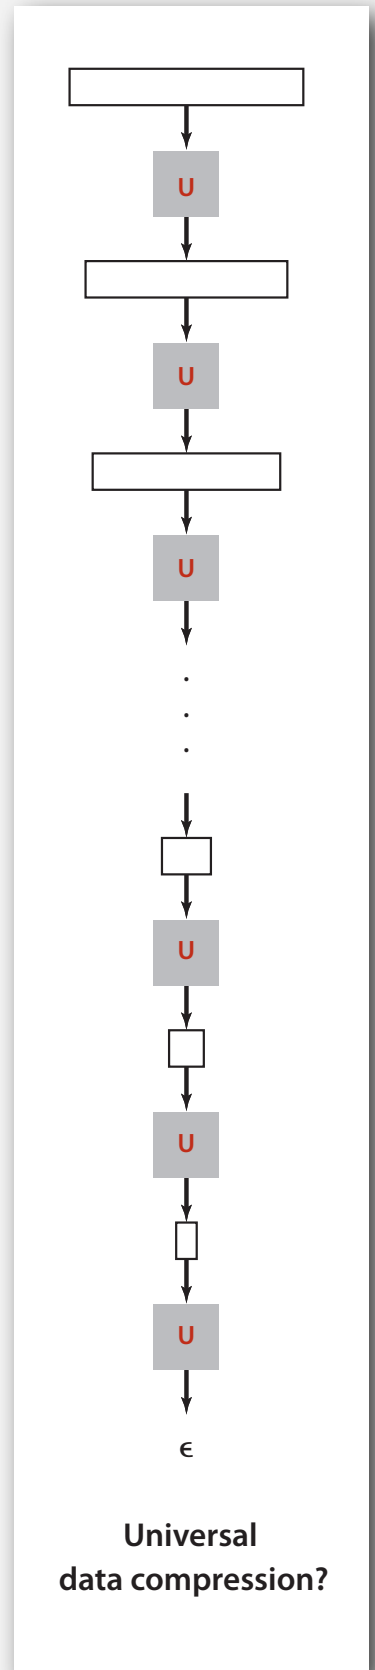 U
U
U
.
.
.
U
U
U
ϵ
Universal
data compression?